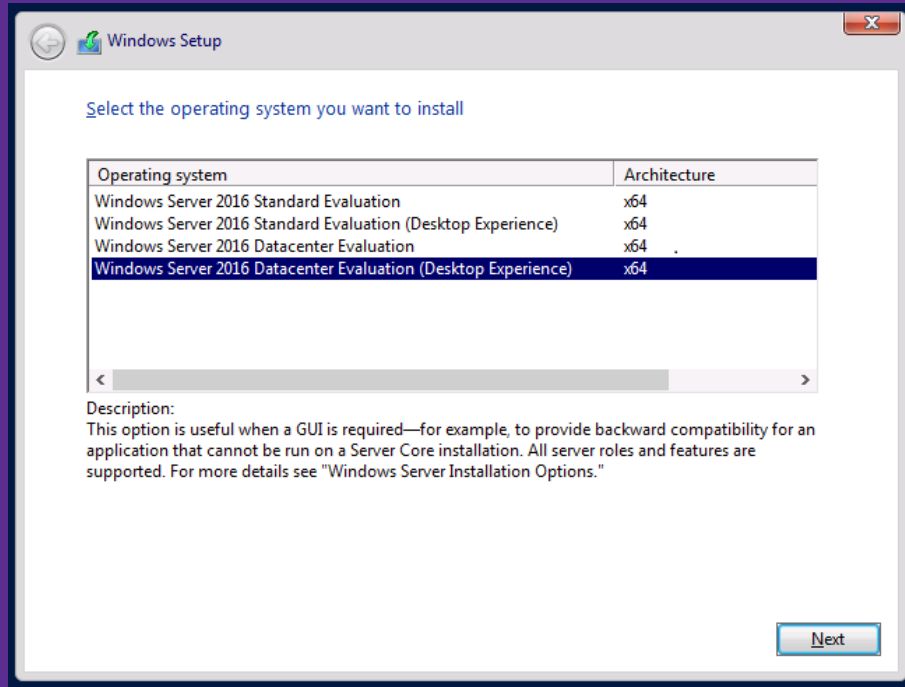 Windows Setup
Select the operating system you want to install
Operating system Architecture
Windows Server 2016 Standard Evaluation x64
Windows Server 2016 Standard Evaluation (Desktop Experience) x64
Windows Server 2016 Datacenter Evaluation x64
Windows Server 2016 Datacenter Evaluation (Desktop Experience) x64
Description:
This option is useful when a GUI is required—for example, to provide backward compatibility for an
application that cannot be run on a Server Core installation. All server roles and features are
supported. For more details see "Windows Server Installation Options."
Next